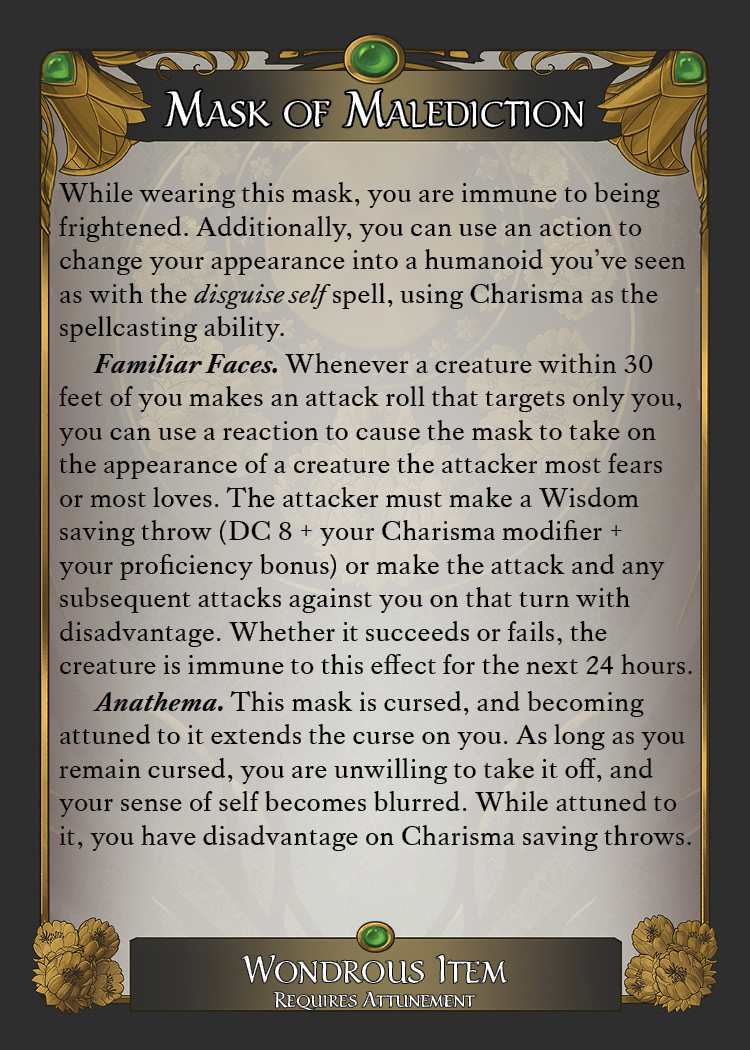 Mask of Malediction
While wearing this mask, you are immune to being
frightened. Additionally, you can use an action to
change your appearance into a humanoid you’ve seen
as with the disguise self spell, using Charisma as the
spellcasting ability.
Familiar Faces. Whenever a creature within 30
feet of you makes an attack roll that targets only you,
you can use a reaction to cause the mask to take on
the appearance of a creature the attacker most fears
or most loves. The attacker must make a Wisdom
saving throw (DC 8 + your Charisma modifier +
your proficiency bonus) or make the attack and any
subsequent attacks against you on that turn with
disadvantage. Whether it succeeds or fails, the
creature is immune to this effect for the next 24 hours.
Anathema. This mask is cursed, and becoming
attuned to it extends the curse on you. As long as you
remain cursed, you are unwilling to take it off, and
your sense of self becomes blurred. While attuned to
it, you have disadvantage on Charisma saving throws.
Wondrous Item
Requires Attunement